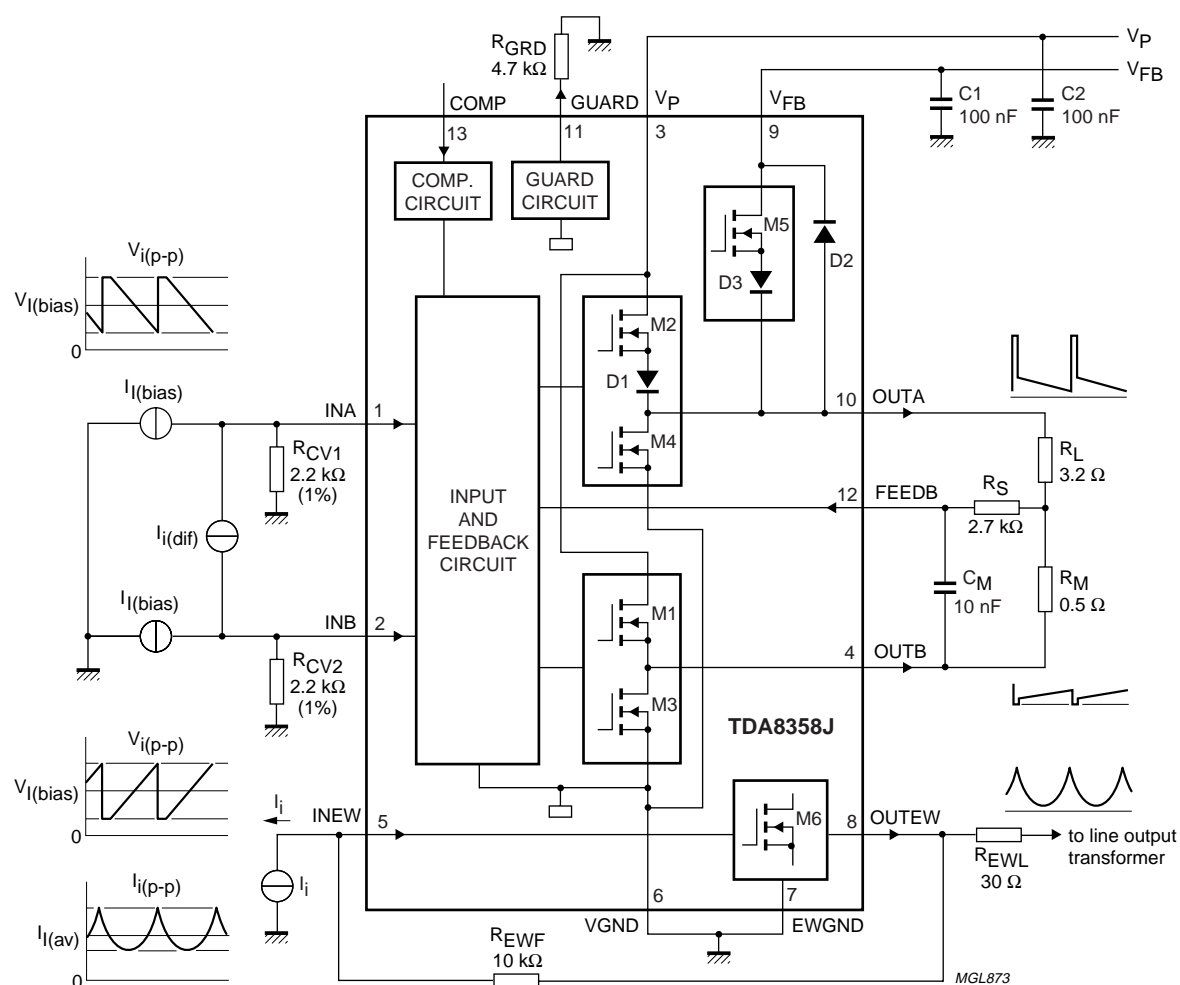 RGRD
4.7 kΩ
VP
VFB
C1
100 nF
C2
100 nF
COMP
GUARD
VP
VFB
13
11
3
9
COMP.
CIRCUIT
GUARD
CIRCUIT
M5
D3
D2
Vi(p-p)
VI(bias)
0
M2
D1
M4
II(bias)
INA
1
10
OUTA
RCV1
2.2 kΩ
(1%)
RL
3.2 Ω
INPUT
AND
FEEDBACK
CIRCUIT
12
FEEDB
RS
2.7 kΩ
Ii(dif)
CM
10 nF
RM
0.5 Ω
II(bias)
INB
2
M1
M3
4
OUTB
RCV2
2.2 kΩ
(1%)
TDA8358J
Vi(p-p)
VI(bias)
0
Ii
INEW
5
M6
8
OUTEW
to line output
transformer
REWL
30 Ω
Ii
Ii(p-p)
II(av)
0
6
7
VGND
EWGND
REWF
10 kΩ
MGL873